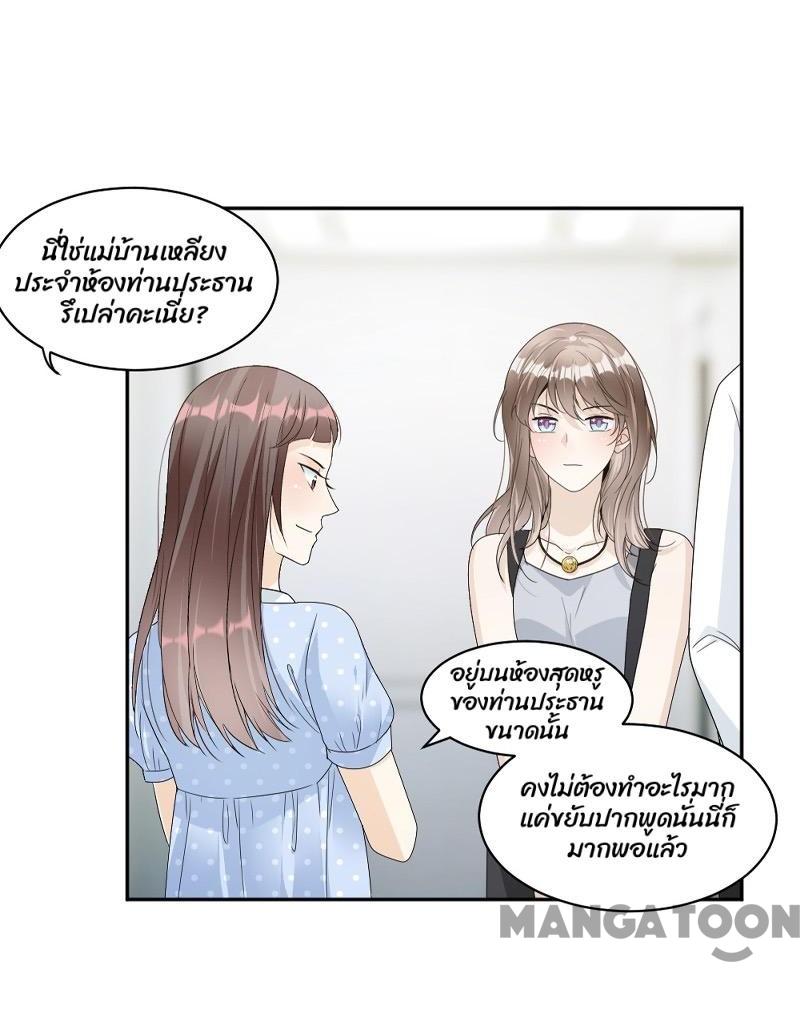 นี่ใช่แม่บ้านเหลียง
ประจำห้องท่านประธาน
รึเปล่าคะเนี่ย?
อยู่บนห้องสุดหรู
ของท่านประธาน
ขนาดนั้น
คงไม่ต้องทำอะไรมาก
แค่ขยับปากพูดนั่นนี่ก็
มากพอแล้ว
MANGATOON